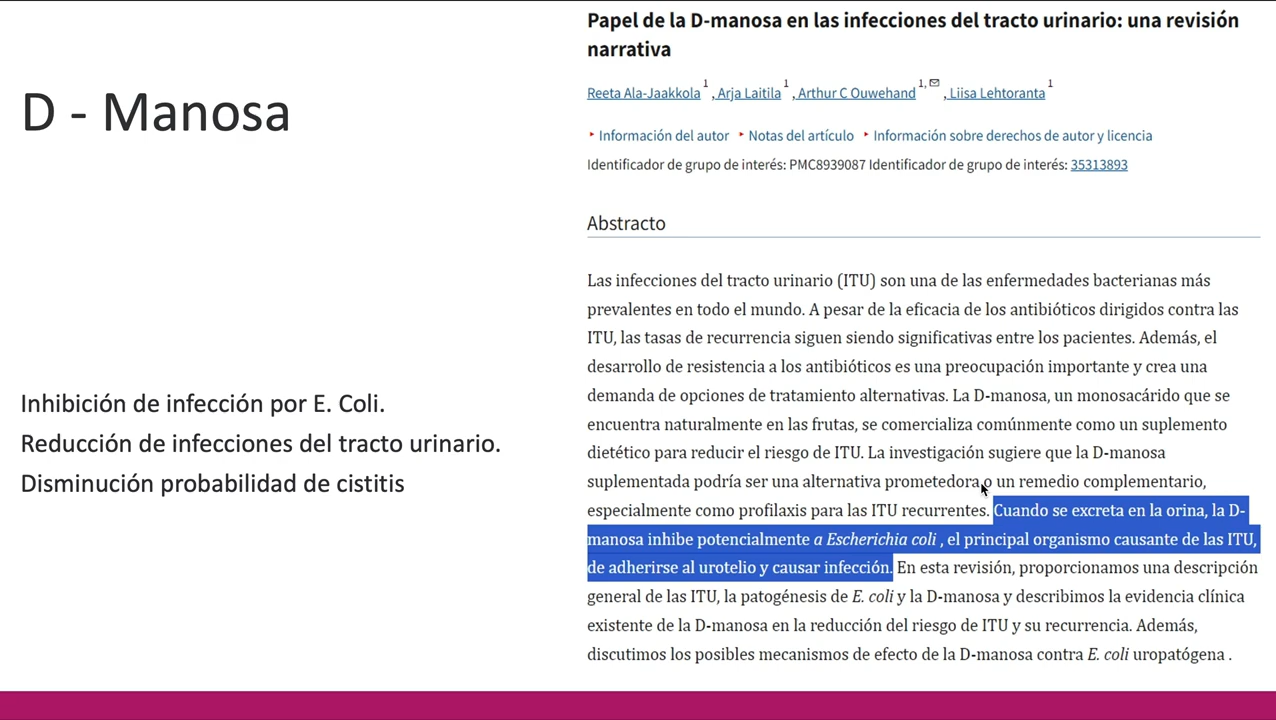 D - Manosa
Inhibición de infección por E. Coli.
Reducción de infecciones del tracto urinario.
Disminución probabilidad de cistitis
Papel de la D-manosa en las infecciones del tracto urinario: una revisión
narrativa
Reeta Ala-Jaakkola 1 , Arja Laitila 1 , Arthur C Ouwehand 1, ✉ , Liisa Lehtoranta 1
‣ Información del autor ‣ Notas del artículo ‣ Información sobre derechos de autor y licencia
Identificador de grupo de interés: PMC8939087 Identificador de grupo de interés: 35313893
Abstracto
Las infecciones del tracto urinario (ITU) son una de las enfermedades bacterianas más
prevalentes en todo el mundo. A pesar de la eficacia de los antibióticos dirigidos contra las
ITU, las tasas de recurrencia siguen siendo significativas entre los pacientes. Además, el
desarrollo de resistencia a los antibióticos es una preocupación importante y crea una
demanda de opciones de tratamiento alternativas. La D-manosa, un monosacárido que se
encuentra naturalmente en las frutas, se comercializa comúnmente como un suplemento
dietético para reducir el riesgo de ITU. La investigación sugiere que la D-manosa
suplementada podría ser una alternativa prometedora o un remedio complementario,
especialmente como profilaxis para las ITU recurrentes. Cuando se excreta en la orina, la D-
manosa inhibe potencialmente a Escherichia coli , el principal organismo causante de las ITU,
de adherirse al urotelio y causar infección. En esta revisión, proporcionamos una descripción
general de las ITU, la patogénesis de E. coli y la D-manosa y describimos la evidencia clínica
existente de la D-manosa en la reducción del riesgo de ITU y su recurrencia. Además,
discutimos los posibles mecanismos de efecto de la D-manosa contra E. coli uropatógena .